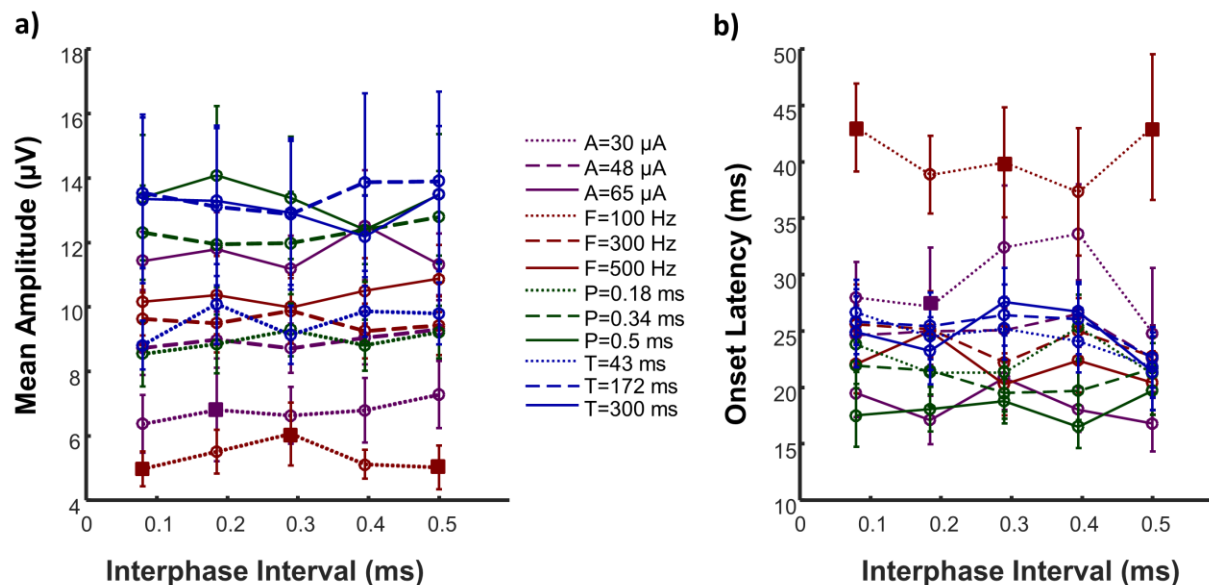 a)
18
16
14
12
10
8
6
4
0
0.1
0.2
0.3
0.4
0.5
Mean Amplitude (µV)
Interphase Interval (ms)
A=30 µA
A=48 µA
A=65 µA
F=100 Hz
F=300 Hz
F=500 Hz
P=0.18 ms
P=0.34 ms
P=0.5 ms
T=43 ms
T=172 ms
T=300 ms
b)
50
45
40
35
30
25
20
15
10
0
0.1
0.2
0.3
0.4
0.5
Onset Latency (ms)
Interphase Interval (ms)